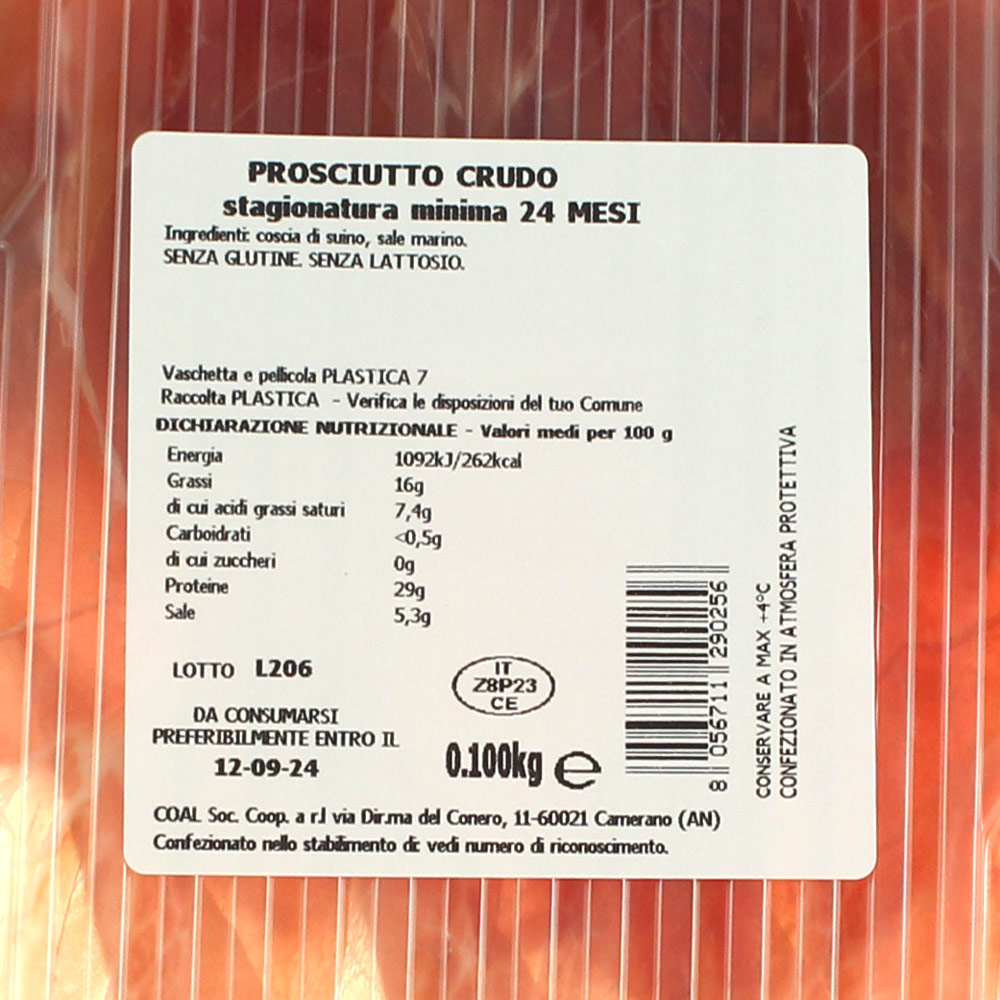 PROSCIUTTO CRUDO
stagionatura minima 24 MESI
Ingredienti: coscia di suino, sale marino.
SENZA GLUTINE. SENZA LATTOSIO.
Vaschetta e pellicola PLASTICA 7
Raccolta PLASTICA - Verifica le disposizioni del tuo Comune
DICHIARAZIONE NUTRIZIONALE - Valori medi per 100 g
Energia 1092kJ/262kcal
Grassi 16g
di cui acidi grassi saturi 7,4g
Carboidrati <0,5g
di cui zuccheri 0g
Proteine 29g
Sale 5,3g
LOTTO L206
IT
Z8P23
CE
DA CONSUMARSI
PREFERIBILMENTE ENTRO IL
12-09-24
0.100kg e
8 056711 290256
CONSERVARE A MAX +4°C
CONFEZIONATO IN ATMOSFERA PROTETTIVA
COAL Soc. Coop. a r.l via Dir.ma del Conero, 11-60021 Camerano (AN)
Confezionato nello stabilimento di: vedi numero di riconoscimento.